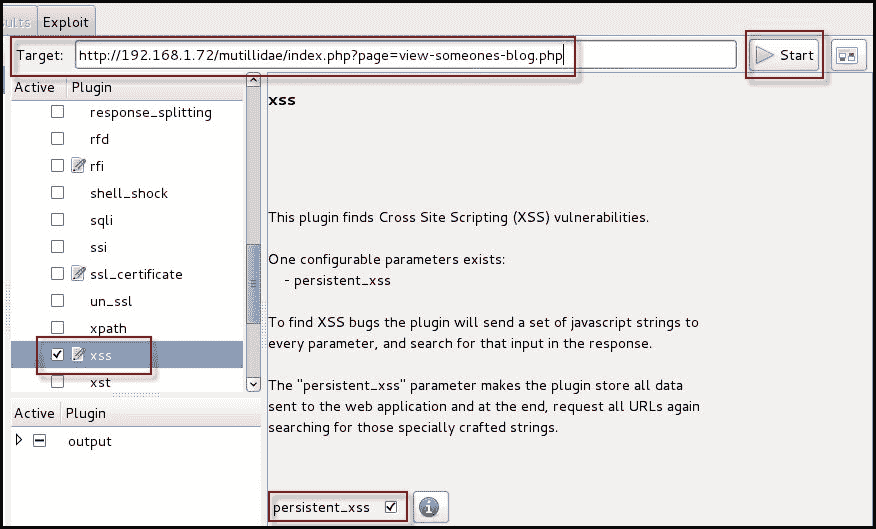 sults Exploit
Target: http://192.168.1.72/mutillidae/index.php?page=view-someones-blog.php Start
Active Plugin
response_splitting
rfd
rfi
shell_shock
sqli
ssi
ssl_certificate
un_ssl
xpath
xss
xst
Active Plugin
output
xss
This plugin finds Cross Site Scripting (XSS) vulnerabilities.
One configurable parameters exists:
- persistent_xss
To find XSS bugs the plugin will send a set of javascript strings to
every parameter, and search for that input in the response.
The "persistent_xss" parameter makes the plugin store all data
sent to the web application and at the end, request all URLs again
searching for those specially crafted strings.
persistent_xss